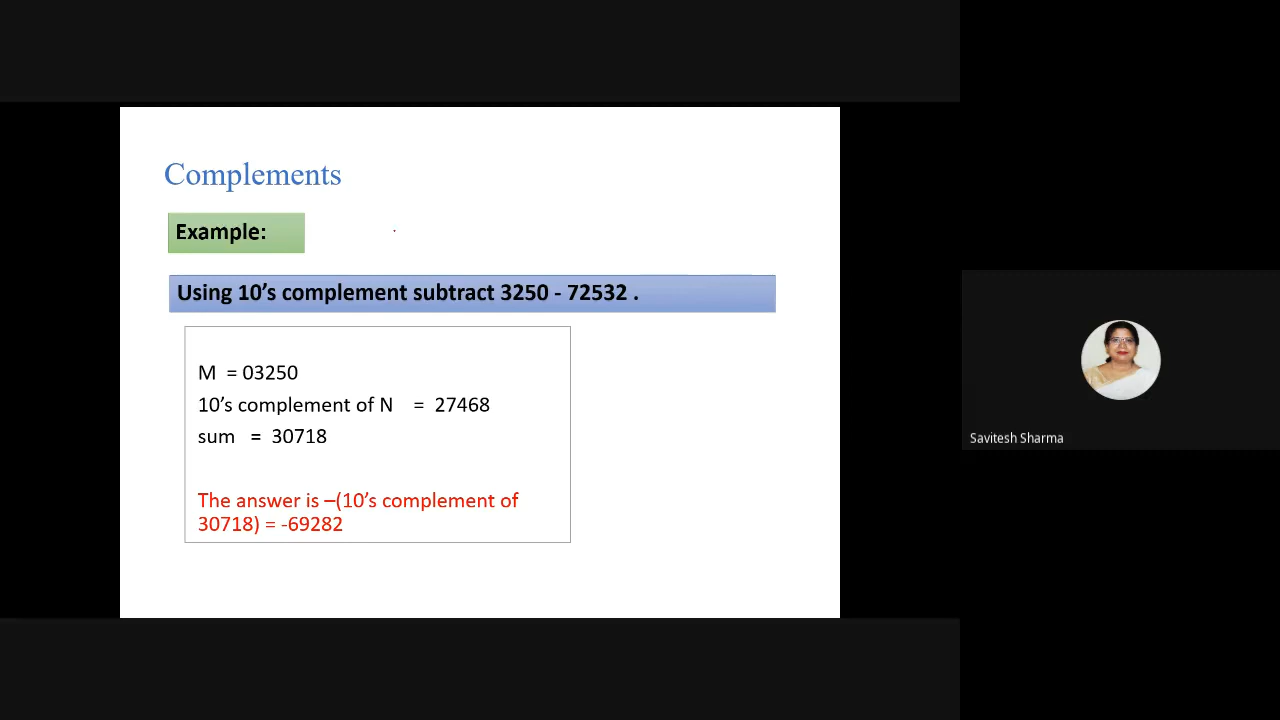 Complements
Example:
Using 10’s complement subtract 3250 - 72532 .
M = 03250
10’s complement of N = 27468
sum = 30718
The answer is –(10’s complement of
30718) = -69282
Savitesh Sharma